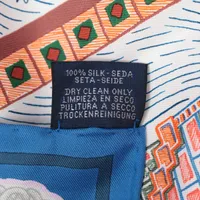 100% SILK-SEDA
SETA-SEIDE
DRY CLEAN ONLY
LIMPIEZA EN SECO
PULITURA A SECCO
TROCKENREINIGUNG